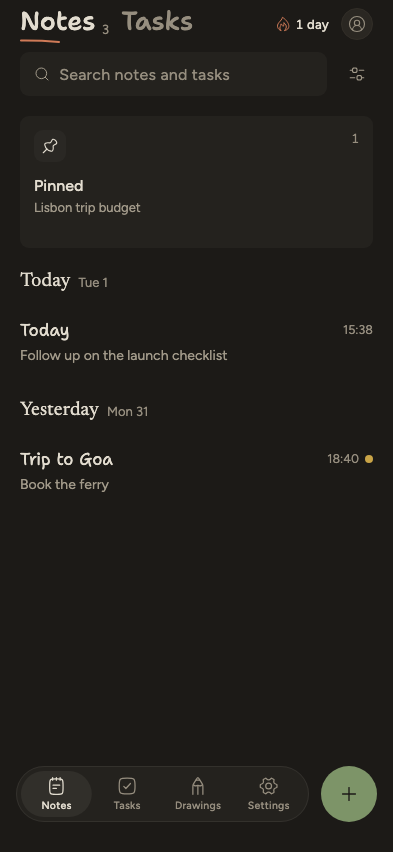 Notes 3 Tasks 1 day
Search notes and tasks
1
Pinned
Lisbon trip budget
Today Tue 1
Today 15:38
Follow up on the launch checklist
Yesterday Mon 31
Trip to Goa 18:40
Book the ferry
Notes Tasks Drawings Settings